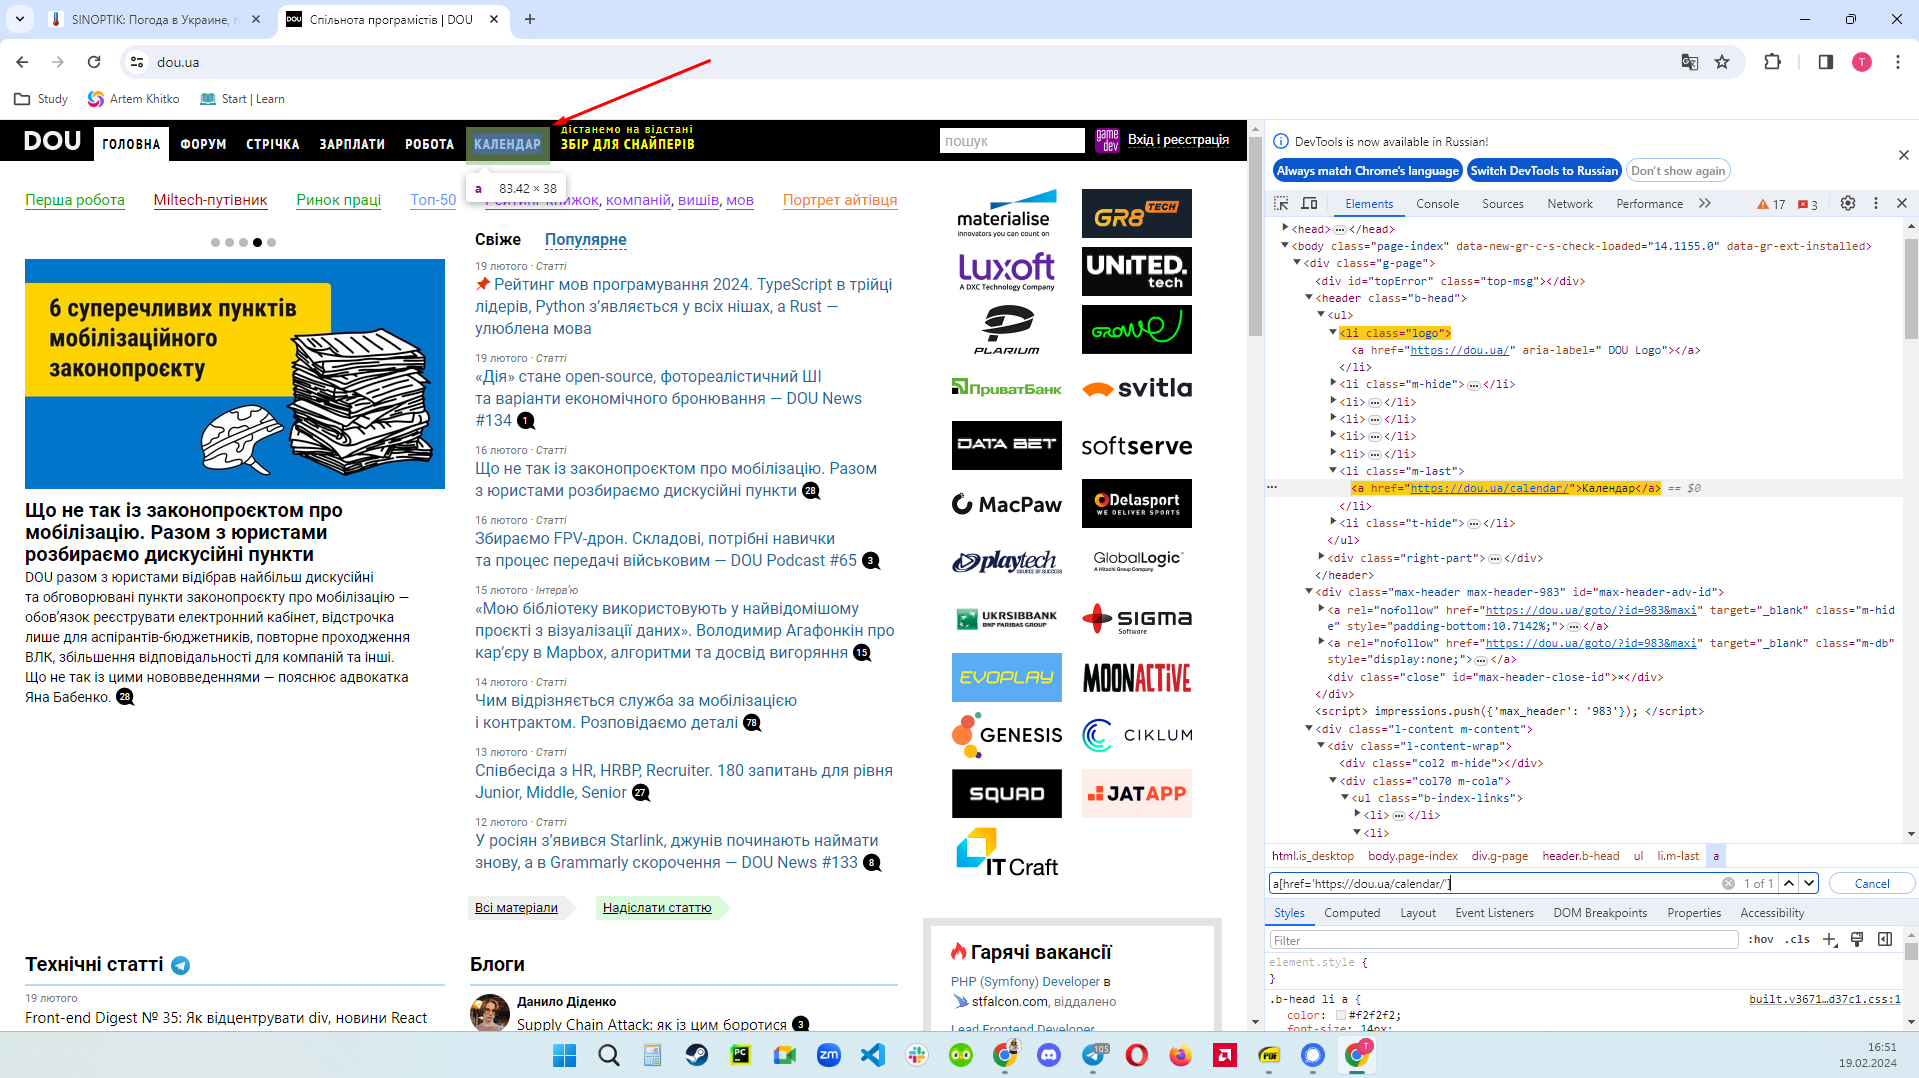 SINOPTIK: Погода в Украине, п
Спільнота програмістів | DOU
dou.ua
T
Study
Artem Khitko
Start | Learn
DOU
ГОЛОВНА
ФОРУМ
СТРІЧКА
ЗАРПЛАТИ
РОБОТА
КАЛЕНДАР
дістанемо на відстані
ЗБІР ДЛЯ СНАЙПЕРІВ
пошук
game dev
Вхід і реєстрація
a 83.42 × 38
Перша робота
Miltech-путівник
Ринок праці
Топ-50
Рейтинг книжок, компаній, вишів, мов
Портрет айтівця
6 суперечливих пунктів
мобілізаційного
законопроєкту
Що не так із законопроєктом про
мобілізацію. Разом з юристами
розбираємо дискусійні пункти
DOU разом з юристами відібрав найбільш дискусійні
та обговорювані пункти законопроєкту про мобілізацію —
обов’язок реєструвати електронний кабінет, відстрочка
лише для аспірантів-бюджетників, повторне проходження
ВЛК, збільшення відповідальності для компаній та інші.
Що не так із цими нововведеннями — пояснює адвокатка
Яна Бабенко. 28
Свіже
Популярне
19 лютого · Статті
Рейтинг мов програмування 2024. TypeScript в трійці
лідерів, Python з’являється у всіх нішах, а Rust —
улюблена мова
19 лютого · Статті
«Дія» стане open-source, фотореалістичний ШІ
та варіанти економічного бронювання — DOU News
#134 1
16 лютого · Статті
Що не так із законопроєктом про мобілізацію. Разом
з юристами розбираємо дискусійні пункти 28
16 лютого · Статті
Збираємо FPV-дрон. Складові, потрібні навички
та процес передачі військовим — DOU Podcast #65 3
15 лютого · Інтерв’ю
«Мою бібліотеку використовують у найвідомішому
проєкті з візуалізації даних». Володимир Агафонкін про
кар’єру в Mapbox, алгоритми та досвід вигоряння 15
14 лютого · Статті
Чим відрізняється служба за мобілізацією
і контрактом. Розповідаємо деталі 78
13 лютого · Статті
Співбесіда з HR, HRBP, Recruiter. 180 запитань для рівня
Junior, Middle, Senior 27
12 лютого · Статті
У росіян з’явився Starlink, джунів починають наймати
знову, а в Grammarly скорочення — DOU News #133 8
Всі матеріали
Надіслати статтю
materialise
innovators you can count on
GR8 TECH
luxoft
A DXC Technology Company
UNITED.
tech
PLARIUM
GROWE
ПриватБанк
svitla
DATA BET
softserve
MacPaw
Delasport
WE DELIVER SPORTS
playtech
SOURCE OF SUCCESS
GlobalLogic
A Hitachi Group Company
UKRSIBBANK
BNP PARIBAS GROUP
SIGMA
Software
EVOPLAY
MOONACTIVE
GENESIS
CIKLUM
SQUAD
JATAPP
IT Craft
Гарячі вакансії
PHP (Symfony) Developer в
stfalcon.com, віддалено
Lead Frontend Developer
Технічні статті
19 лютого
Front-end Digest № 35: Як відцентрувати div, новини React
Блоги
Данило Діденко
Supply Chain Attack: як із цим боротися 3
DevTools is now available in Russian!
Always match Chrome's language
Switch DevTools to Russian
Don't show again
Elements
Console
Sources
Network
Performance
17
3
<head> … </head>
<body class="page-index" data-new-gr-c-s-check-loaded="14.1155.0" data-gr-ext-installed>
<div class="g-page">
<div id="topError" class="top-msg"></div>
<header class="b-head">
<ul>
<li class="logo">
<a href="https://dou.ua/" aria-label=" DOU Logo"></a>
</li>
<li class="m-hide"> … </li>
<li> … </li>
<li> … </li>
<li> … </li>
<li> … </li>
<li class="m-last">
<a href="https://dou.ua/calendar/">Календар</a> == $0
</li>
<li class="t-hide"> … </li>
</ul>
<div class="right-part"> … </div>
</header>
<div class="max-header max-header-983" id="max-header-adv-id">
<a rel="nofollow" href="https://dou.ua/goto/?id=983&maxi" target="_blank" class="m-hid
e" style="padding-bottom:10.7142%;"> … </a>
<a rel="nofollow" href="https://dou.ua/goto/?id=983&maxi" target="_blank" class="m-db"
style="display:none;"> … </a>
<div class="close" id="max-header-close-id">×</div>
</div>
<script> impressions.push({'max_header': '983'}); </script>
<div class="l-content m-content">
<div class="l-content-wrap">
<div class="col2 m-hide"></div>
<div class="col70 m-cola">
<ul class="b-index-links">
<li> … </li>
<li>
html.is_desktop body.page-index div.g-page header.b-head ul li.m-last a
a[href='https://dou.ua/calendar/']
1 of 1
Cancel
Styles
Computed
Layout
Event Listeners
DOM Breakpoints
Properties
Accessibility
Filter
:hov .cls
element.style {
}
.b-head li a {
built.v3671…d37c1.css:1
color: #f2f2f2;
font-size: 14px;
PC
zm
105
PDF
T
16:51
19.02.2024